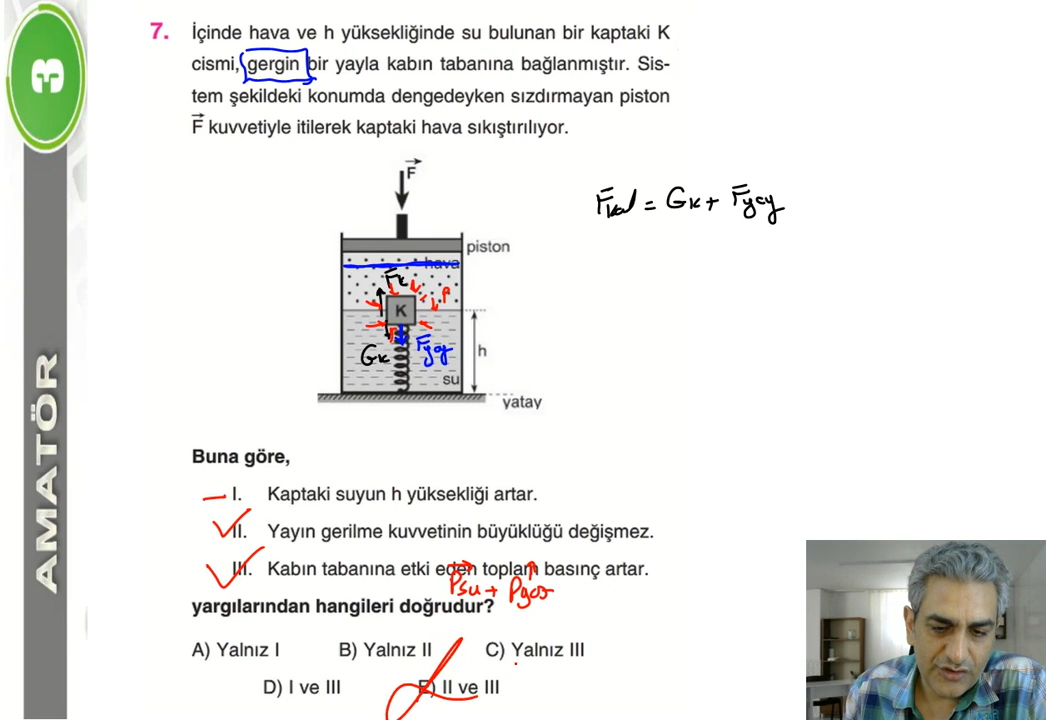 3
AMATÖR
7. İçinde hava ve h yüksekliğinde su bulunan bir kaptaki K
cismi, gergin bir yayla kabın tabanına bağlanmıştır. Sis-
tem şekildeki konumda dengedeyken sızdırmayan piston
F kuvvetiyle itilerek kaptaki hava sıkıştırılıyor.
F
Fkal = GK + Fyay
piston
hava
FK
P
K
GK
Fyay
h
su
yatay
Buna göre,
I. Kaptaki suyun h yüksekliği artar.
II. Yayın gerilme kuvvetinin büyüklüğü değişmez.
III. Kabın tabanına etki eden toplam basınç artar.
Psu + Pgaz
yargılarından hangileri doğrudur?
A) Yalnız I B) Yalnız II C) Yalnız III
D) I ve III E) II ve III